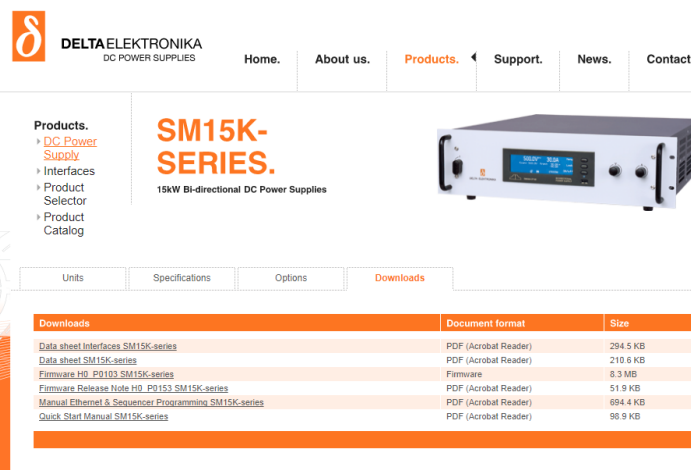 DELTAELEKTRONIKA
DC POWER SUPPLIES
Home. About us. Products. Support. News. Contact
Products.
DC Power
Supply
Interfaces
Product
Selector
Product
Catalog
SM15K-
SERIES.
15kW Bi-directional DC Power Supplies
500.0V 30.0A
DELTA ELEKTRONIKA
Units Specifications Options Downloads
Downloads Document format Size
Data sheet Interfaces SM15K-series PDF (Acrobat Reader) 294.5 KB
Data sheet SM15K-series PDF (Acrobat Reader) 210.6 KB
Firmware H0_P0103 SM15K-series Firmware 8.3 MB
Firmware Release Note H0_P0153 SM15K-series PDF (Acrobat Reader) 51.9 KB
Manual Ethernet & Sequencer Programming SM15K-series PDF (Acrobat Reader) 694.4 KB
Quick Start Manual SM15K-series PDF (Acrobat Reader) 98.9 KB